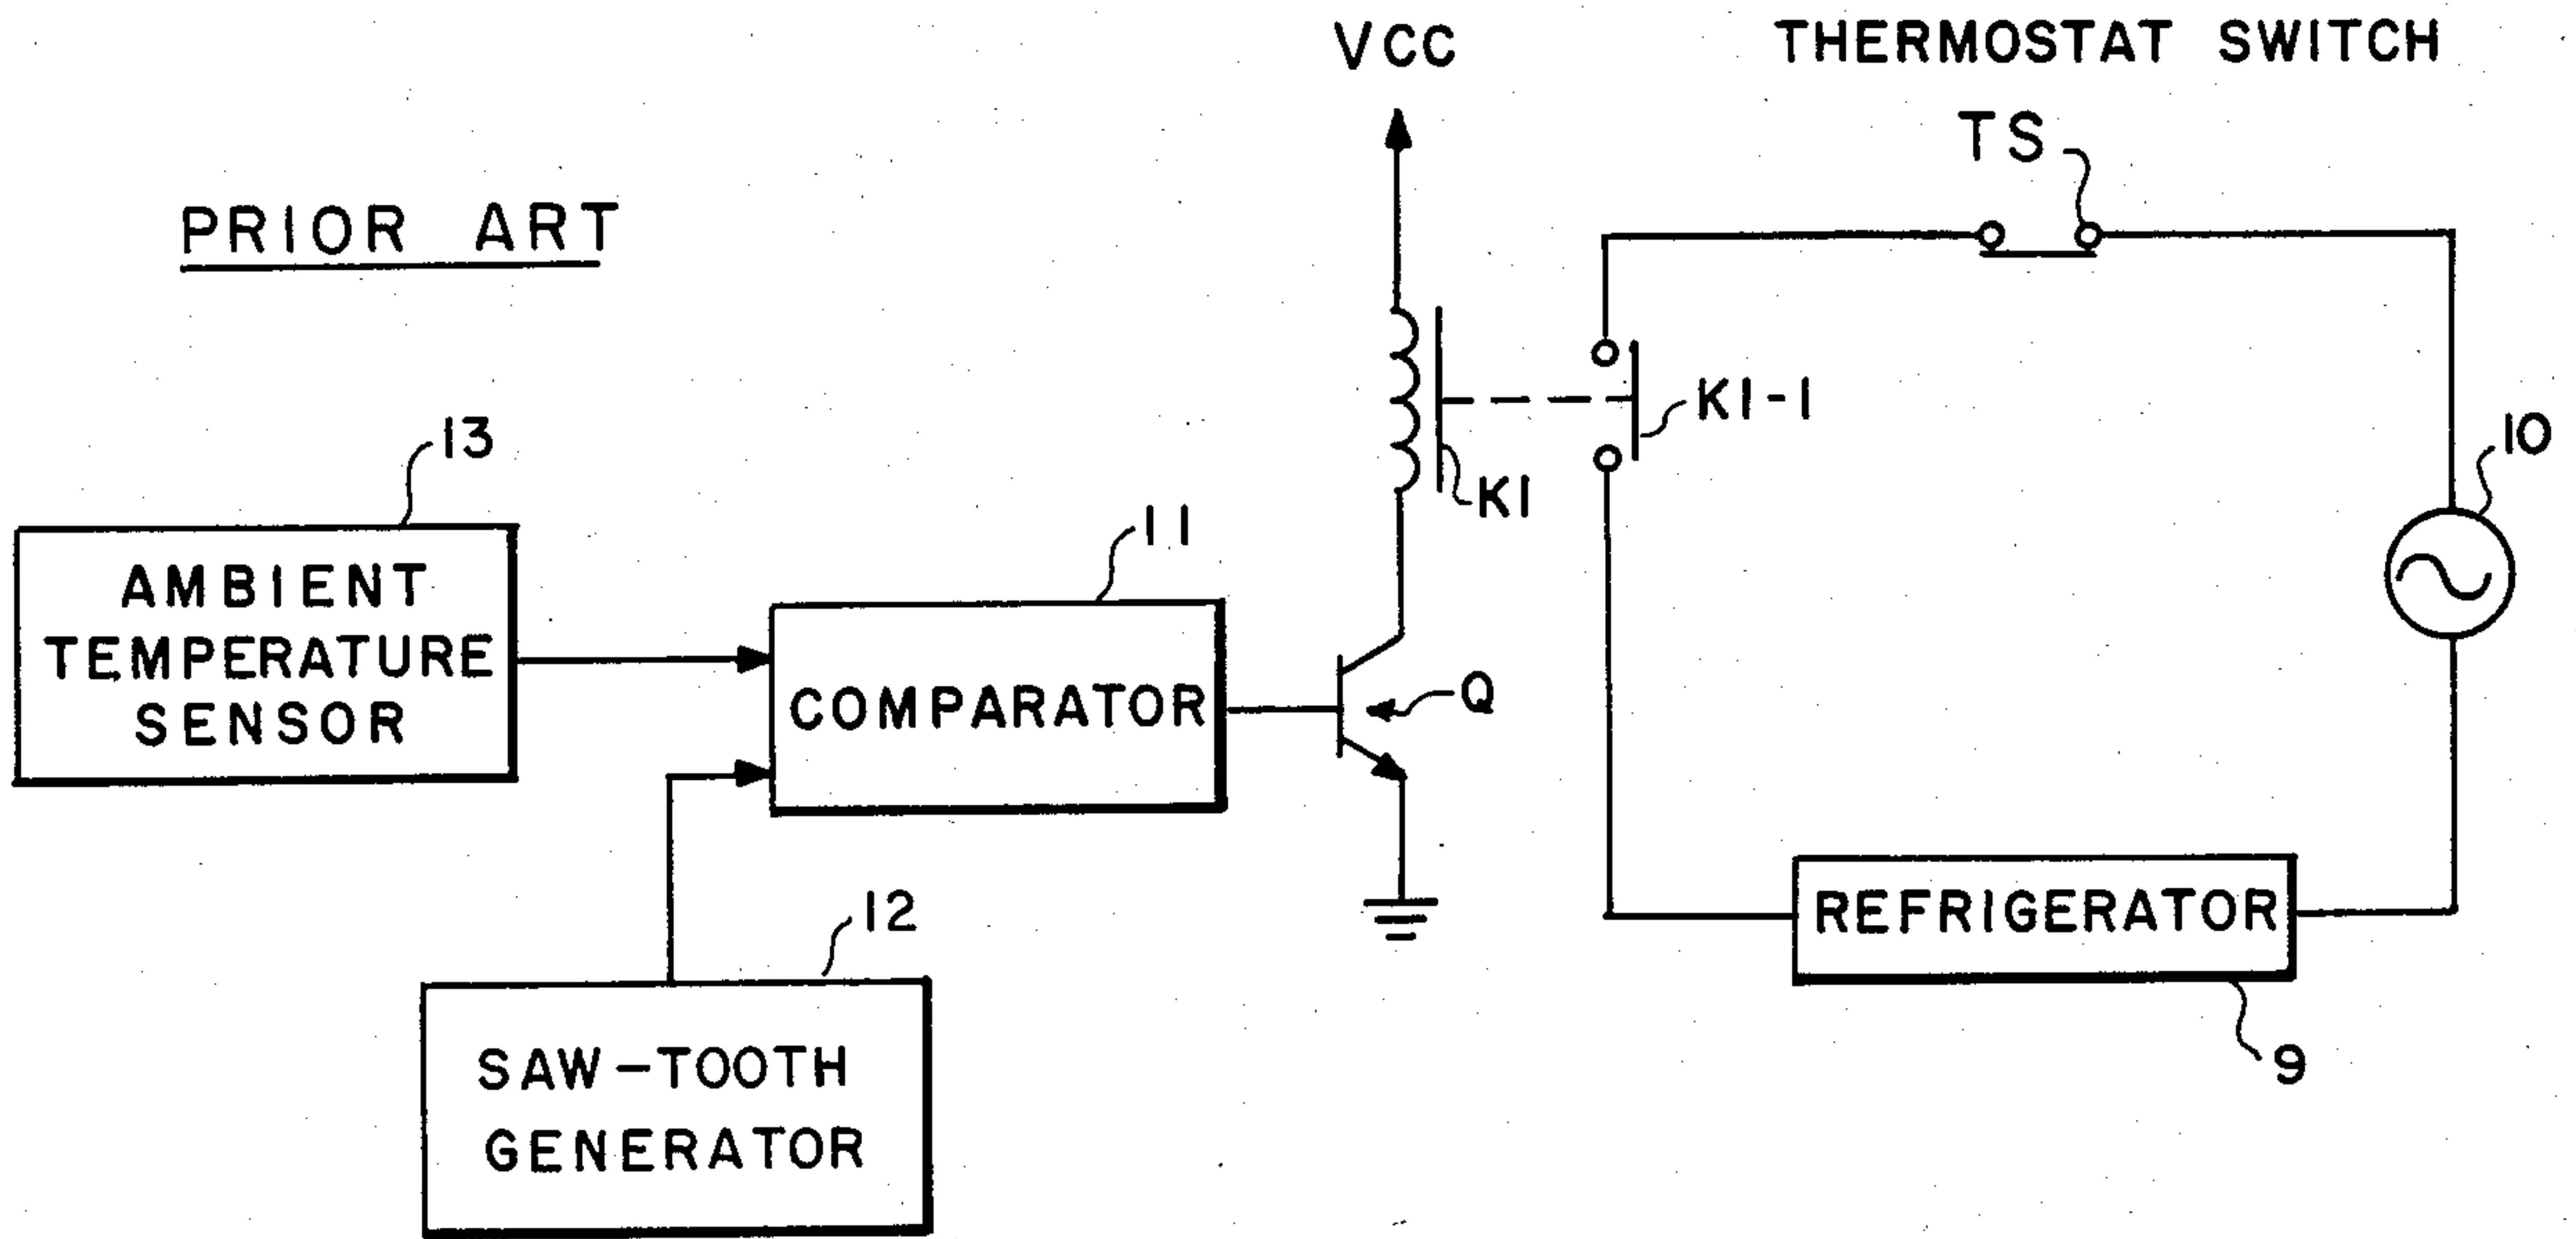 VCC
THERMOSTAT SWITCH
TS
PRIOR ART
K1-1
13
10
K1
11
AMBIENT
TEMPERATURE
SENSOR
COMPARATOR
Q
12
REFRIGERATOR
SAW-TOOTH
GENERATOR
9